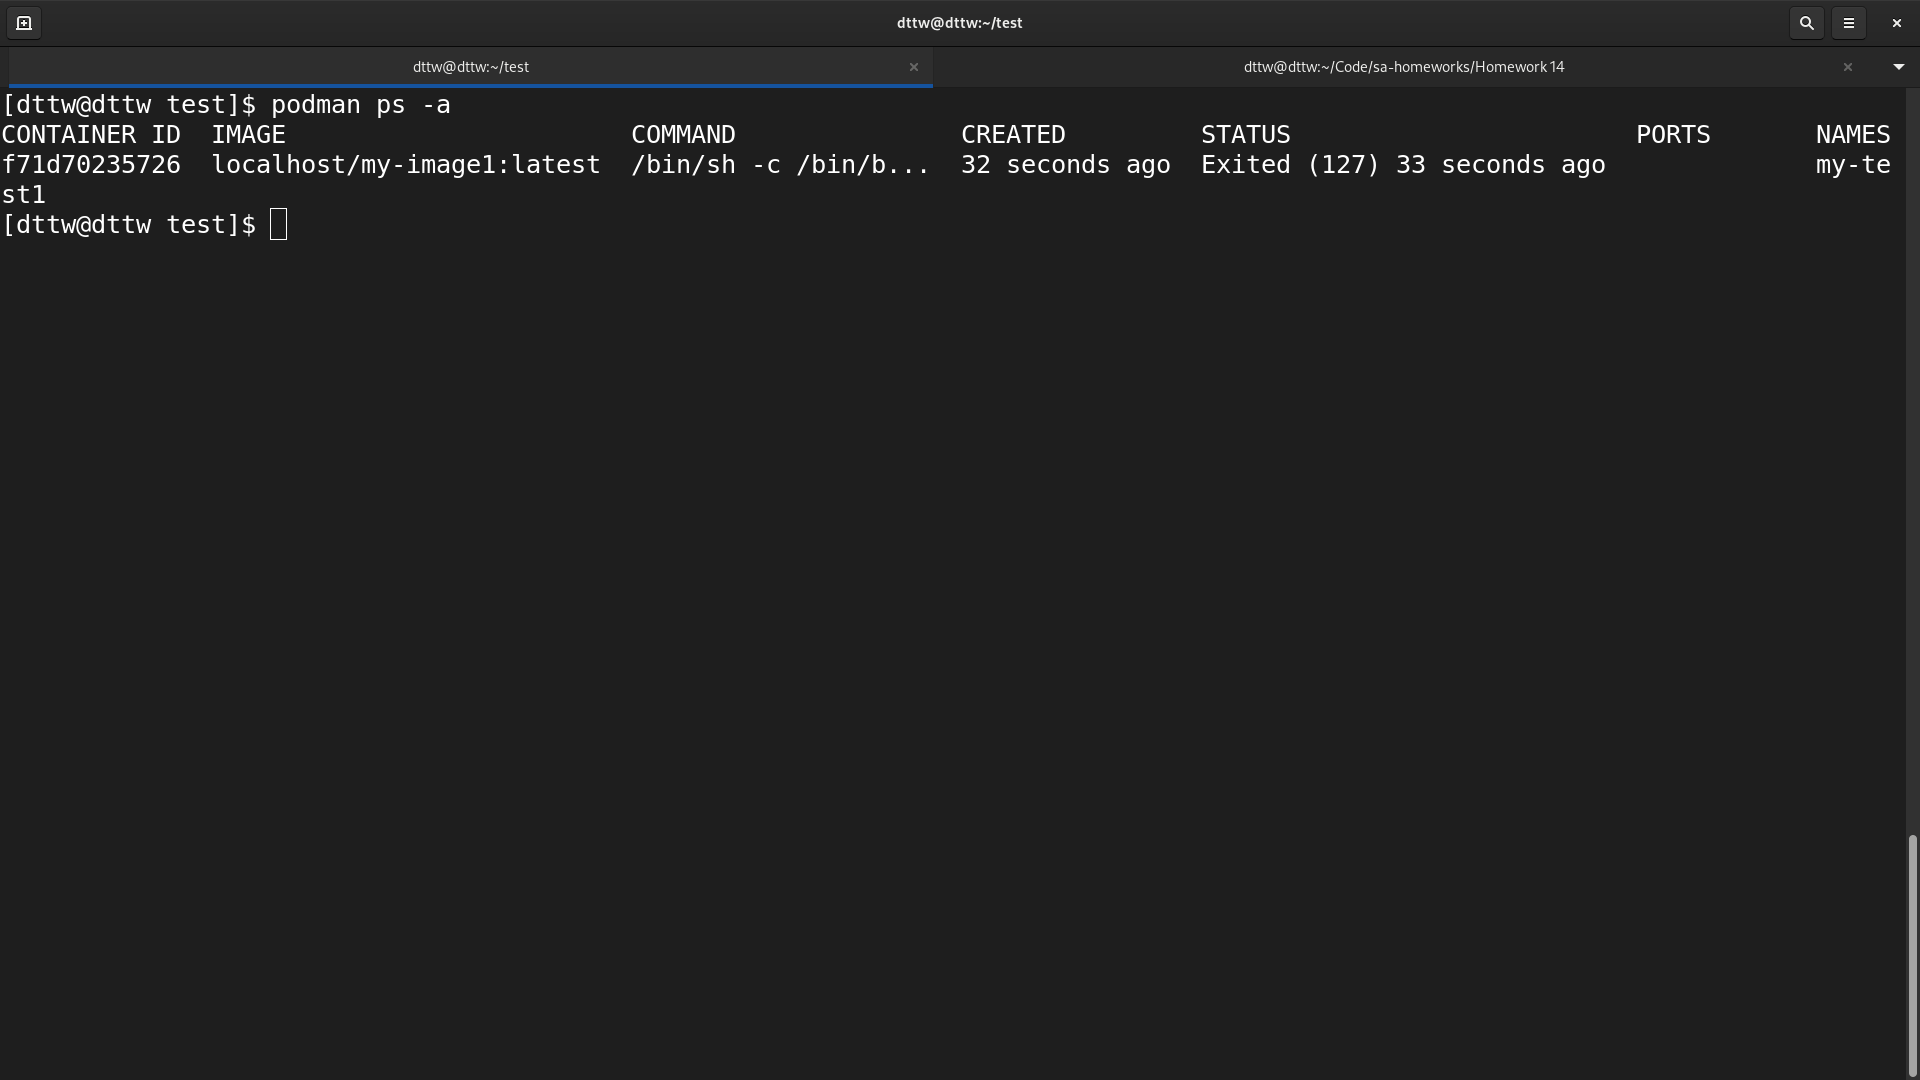 dttw@dttw:~/test
dttw@dttw:~/test
dttw@dttw:~/Code/sa-homeworks/Homework 14
[dttw@dttw test]$ podman ps -a
CONTAINER ID  IMAGE                       COMMAND               CREATED         STATUS                       PORTS       NAMES
f71d70235726  localhost/my-image1:latest  /bin/sh -c /bin/b...  32 seconds ago  Exited (127) 33 seconds ago              my-te
st1
[dttw@dttw test]$